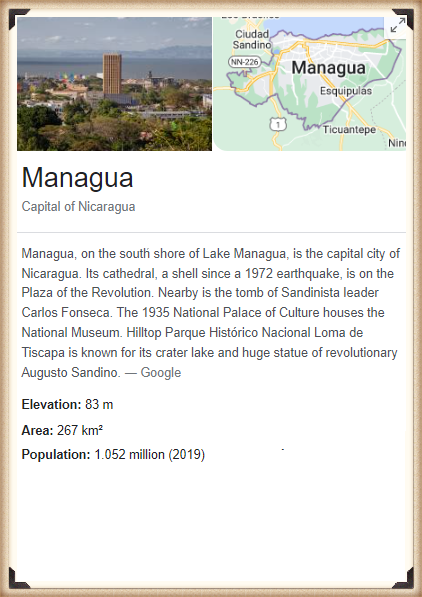 Ciudad
Sandino
NN-226
Managua
Esquipulas
1
Ticuantepe
Managua
Capital of Nicaragua
Managua, on the south shore of Lake Managua, is the capital city of
Nicaragua. Its cathedral, a shell since a 1972 earthquake, is on the
Plaza of the Revolution. Nearby is the tomb of Sandinista leader
Carlos Fonseca. The 1935 National Palace of Culture houses the
National Museum. Hilltop Parque Histórico Nacional Loma de
Tiscapa is known for its crater lake and huge statue of revolutionary
Augusto Sandino. — Google
Elevation: 83 m
Area: 267 km²
Population: 1.052 million (2019)